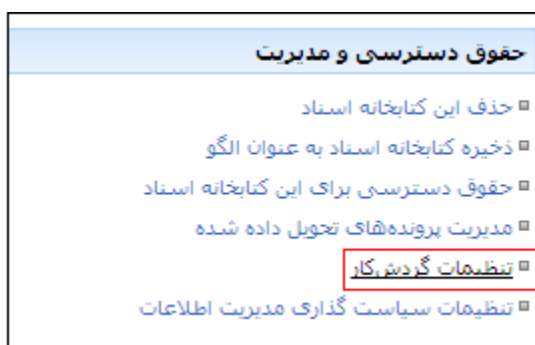 حقوق دسترسی و مدیریت
حذف این کتابخانه اسناد
ذخیره کتابخانه اسناد به عنوان الگو
حقوق دسترسی برای این کتابخانه اسناد
مدیریت پرونده‌های تحویل داده شده
تنظیمات گردش‌کار
تنظیمات سیاست گذاری مدیریت اطلاعات